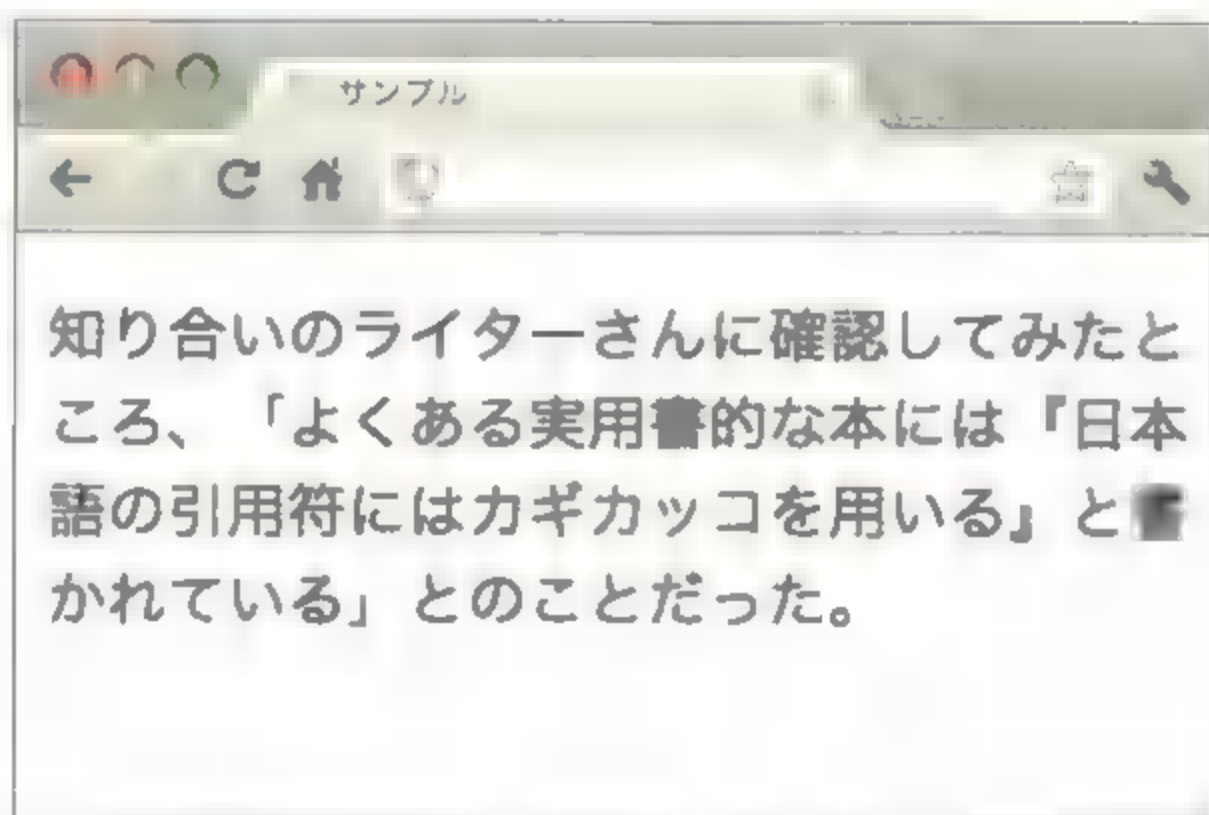 サンプル
知り合いのライターさんに確認してみたと
ころ、「よくある実用書的な本には『日本
語の引用符にはカギカッコを用いる』と
かれている」とのことだった。